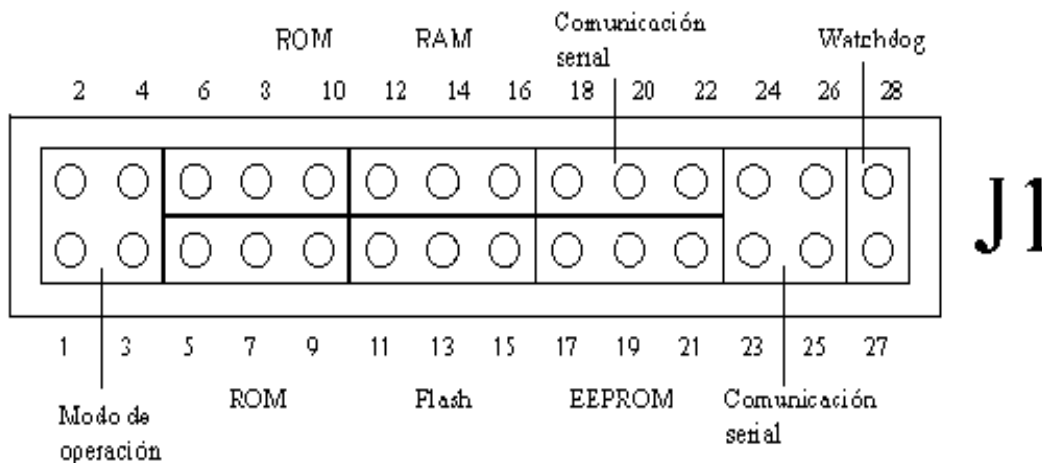 Comunicación
serial
ROM RAM Watchdog
2 4 6 8 10 12 14 16 18 20 22 24 26 28
J1
1 3 5 7 9 11 13 15 17 19 21 23 25 27
ROM Flash EEPROM Comunicación
serial
Modo de
operación